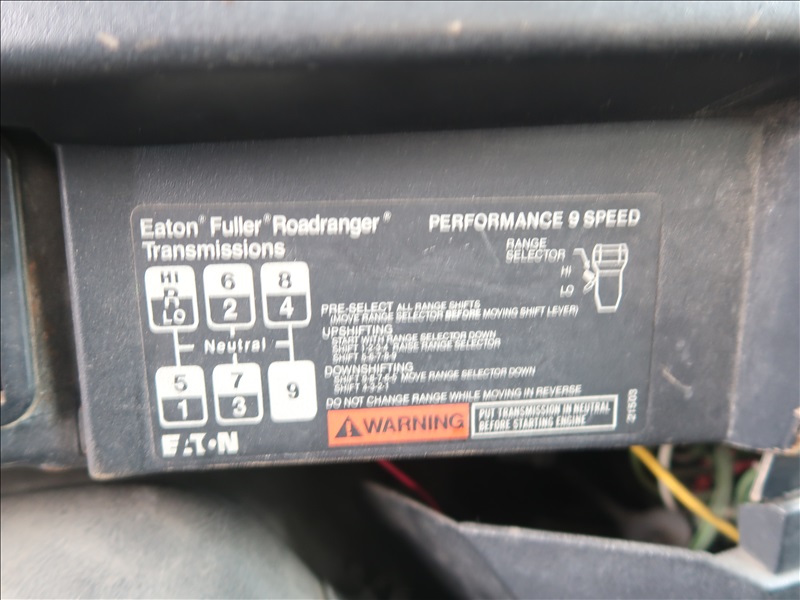 Eaton® Fuller® Roadranger®
Transmissions
PERFORMANCE 9 SPEED
RANGE
SELECTOR
HI
LO
HI
R
LO
6
2
8
4
Neutral
5
1
7
3
9
PRE-SELECT ALL RANGE SHIFTS
(MOVE RANGE SELECTOR BEFORE MOVING SHIFT LEVER)
UPSHIFTING
START WITH RANGE SELECTOR DOWN
SHIFT 1-2-3-4 RAISE RANGE SELECTOR
SHIFT 5-6-7-8-9
DOWNSHIFTING
SHIFT 9-8-7-6-5 MOVE RANGE SELECTOR DOWN
SHIFT 4-3-2-1
DO NOT CHANGE RANGE WHILE MOVING IN REVERSE
WARNING
PUT TRANSMISSION IN NEUTRAL
BEFORE STARTING ENGINE
21503
EATON